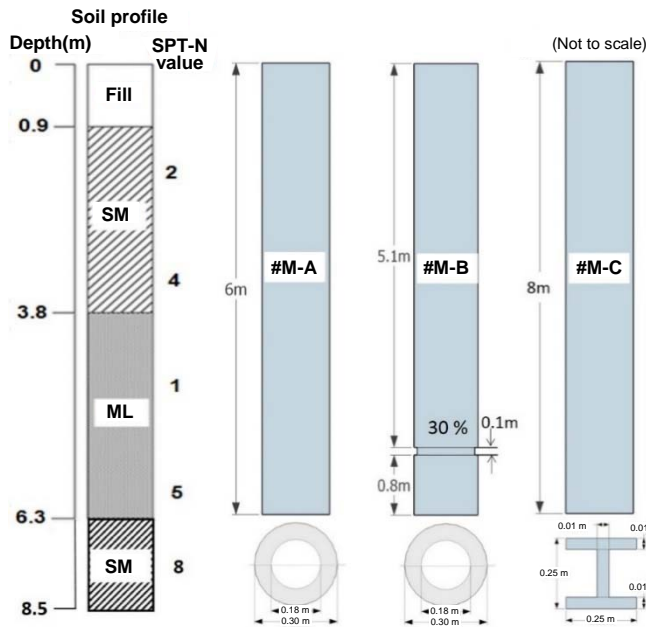 Soil profile
Depth(m)
SPT-N
value
(Not to scale)
0
Fill
0.9
2
SM
#M-A
#M-B
#M-C
5.1m
4
6m
8m
3.8
1
ML
30 %
0.1m
5
0.8m
6.3
SM
8
8.5
0.18 m
0.30 m
0.18 m
0.30 m
0.01 m
0.01
0.25 m
0.01
0.25 m